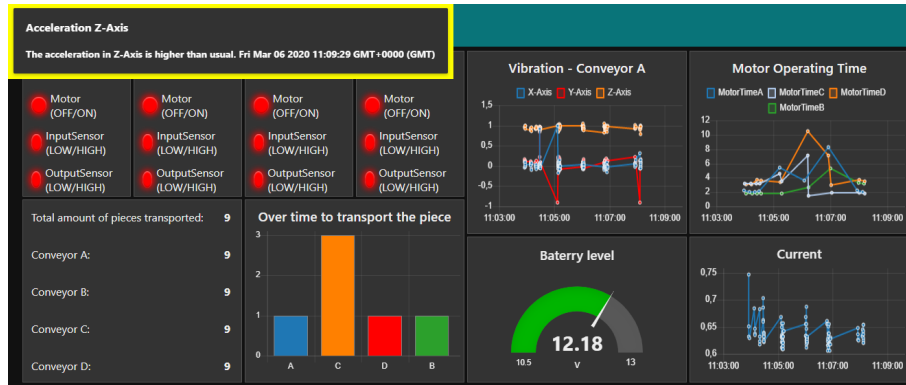 Acceleration Z-Axis
The acceleration in Z-Axis is higher than usual. Fri Mar 06 2020 11:09:29 GMT+0000 (GMT)
Motor
(OFF/ON)
InputSensor
(LOW/HIGH)
OutputSensor
(LOW/HIGH)
Motor
(OFF/ON)
InputSensor
(LOW/HIGH)
OutputSensor
(LOW/HIGH)
Motor
(OFF/ON)
InputSensor
(LOW/HIGH)
OutputSensor
(LOW/HIGH)
Motor
(OFF/ON)
InputSensor
(LOW/HIGH)
OutputSensor
(LOW/HIGH)
Vibration - Conveyor A
X-Axis Y-Axis Z-Axis
1,5
1
0,5
0
-0,5
-1
11:03:00 11:05:00 11:07:00 11:09:00
Motor Operating Time
MotorTimeA MotorTimeC MotorTimeD
MotorTimeB
12
10
8
6
4
2
0
11:03:00 11:05:00 11:07:00 11:09:00
Total amount of pieces transported: 9
Conveyor A: 9
Conveyor B: 9
Conveyor C: 9
Conveyor D: 9
Over time to transport the piece
3
2
1
0
A C D B
Baterry level
12.18
10.5 V 13
Current
0,75
0,7
0,65
0,6
11:03:00 11:05:00 11:07:00 11:09:00